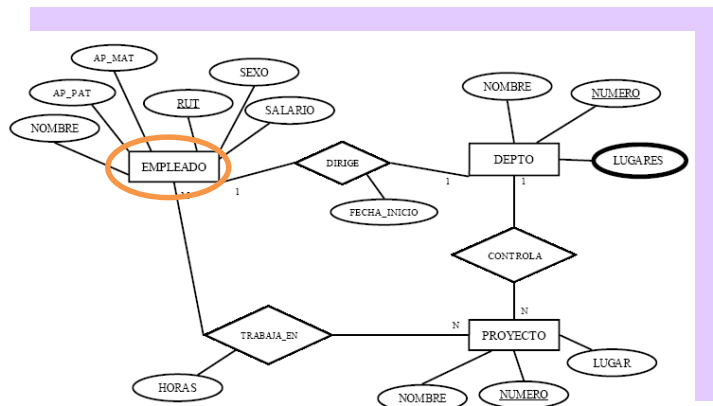 AP_MAT
SEXO
AP_PAT
RUT
SALARIO
NOMBRE
EMPLEADO
NOMBRE
NUMERO
DIRIGE
DEPTO
LUGARES
1
1
1
FECHA_INICIO
CONTROLA
N
N
TRABAJA_EN
PROYECTO
LUGAR
HORAS
NOMBRE
NUMERO